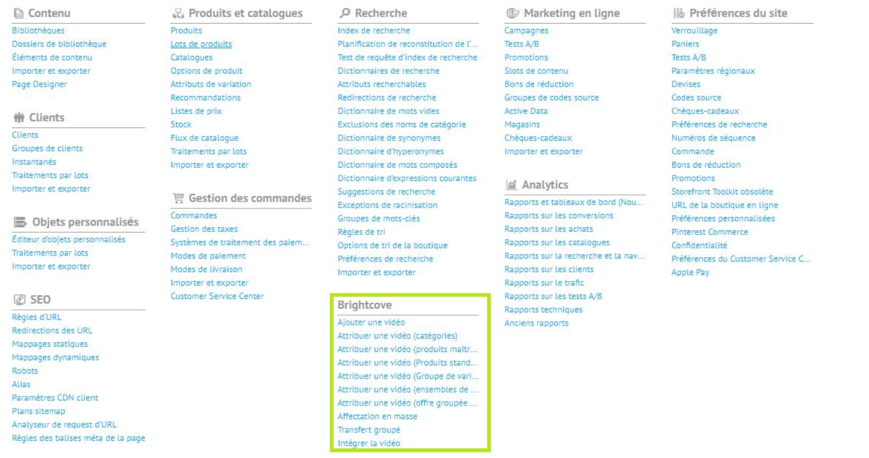 Contenu
Bibliothèques
Dossiers de bibliothèque
Éléments de contenu
Importer et exporter
Page Designer
Clients
Clients
Groupes de clients
Instantanés
Traitements par lots
Importer et exporter
Objets personnalisés
Éditeur d'objets personnalisés
Traitements par lots
Importer et exporter
SEO
Règles d'URL
Redirections des URL
Mappages statiques
Mappages dynamiques
Robots
Alias
Paramètres CDN client
Plans sitemap
Analyseur de request d'URL
Règles des balises méta de la page
Produits et catalogues
Produits
Lots de produits
Catalogues
Options de produit
Attributs de variation
Recommandations
Listes de prix
Stock
Flux de catalogue
Traitements par lots
Importer et exporter
Gestion des commandes
Commandes
Gestion des taxes
Systèmes de traitement des paiem...
Modes de paiement
Modes de livraison
Importer et exporter
Customer Service Center
Recherche
Index de recherche
Planification de reconstitution de l'...
Test de requête d'index de recherche
Dictionnaires de recherche
Attributs recherchables
Redirections de recherche
Dictionnaire de mots vides
Exclusions des noms de catégorie
Dictionnaire de synonymes
Dictionnaire d'hyperonymes
Dictionnaire de mots composés
Dictionnaire d'expressions courantes
Suggestions de recherche
Exceptions de racinisation
Groupes de mots-clés
Règles de tri
Options de tri de la boutique
Préférences de recherche
Importer et exporter
Brightcove
Ajouter une vidéo
Attribuer une vidéo (catégories)
Attribuer une vidéo (produits maîtr...
Attribuer une vidéo (Produits stand...
Attribuer une vidéo (Groupe de vari...
Attribuer une vidéo (ensembles de ...
Attribuer une vidéo (offre groupée ...
Affectation en masse
Transfert groupé
Intégrer la vidéo
Marketing en ligne
Campagnes
Tests A/B
Promotions
Slots de contenu
Bons de réduction
Groupes de codes source
Active Data
Magasins
Chèques-cadeaux
Importer et exporter
Analytics
Rapports et tableaux de bord (Nou...
Rapports sur les conversions
Rapports sur les achats
Rapports sur les catalogues
Rapports sur la recherche et la nav...
Rapports sur les clients
Rapports sur le trafic
Rapports sur les tests A/B
Rapports techniques
Anciens rapports
Préférences du site
Verrouillage
Paniers
Tests A/B
Paramètres régionaux
Devises
Codes source
Chèques-cadeaux
Préférences de recherche
Numéros de séquence
Commande
Bons de réduction
Promotions
Storefront Toolkit obsolète
URL de la boutique en ligne
Préférences personnalisées
Pinterest Commerce
Confidentialité
Préférences du Customer Service C...
Apple Pay